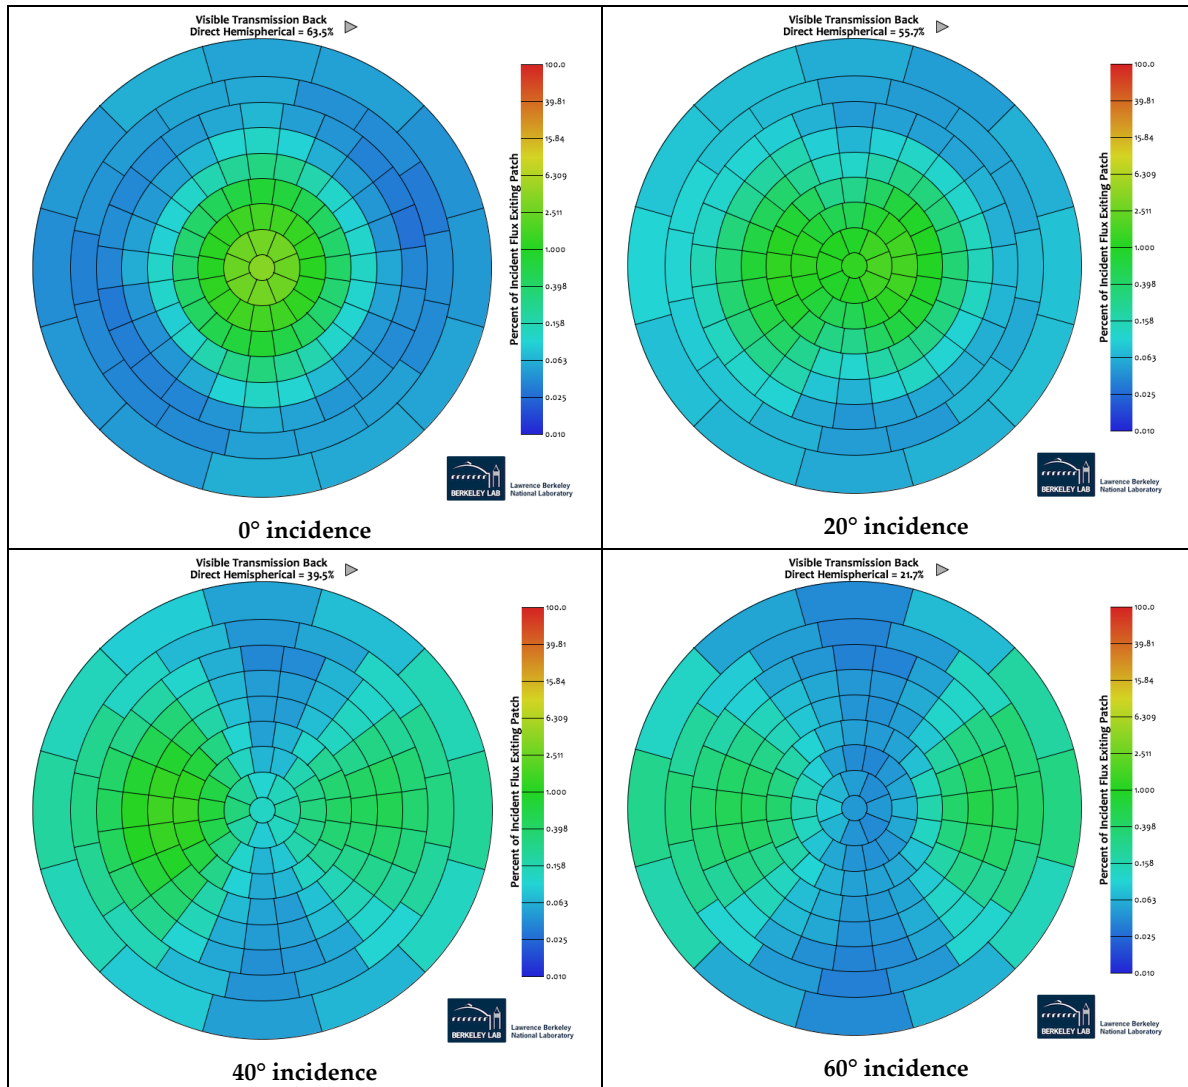 Visible Transmission Back
Direct Hemispherical = 63.5%
Percent of Incident Flux Exiting Patch
100.0
39.81
15.84
6.309
2.511
1.000
0.398
0.158
0.063
0.025
0.010
BERKELEY LAB
Lawrence Berkeley
National Laboratory
0° incidence
Visible Transmission Back
Direct Hemispherical = 55.7%
Percent of Incident Flux Exiting Patch
100.0
39.81
15.84
6.309
2.511
1.000
0.398
0.158
0.063
0.025
0.010
BERKELEY LAB
Lawrence Berkeley
National Laboratory
20° incidence
Visible Transmission Back
Direct Hemispherical = 39.5%
Percent of Incident Flux Exiting Patch
100.0
39.81
15.84
6.309
2.511
1.000
0.398
0.158
0.063
0.025
0.010
BERKELEY LAB
Lawrence Berkeley
National Laboratory
40° incidence
Visible Transmission Back
Direct Hemispherical = 21.7%
Percent of Incident Flux Exiting Patch
100.0
39.81
15.84
6.309
2.511
1.000
0.398
0.158
0.063
0.025
0.010
BERKELEY LAB
Lawrence Berkeley
National Laboratory
60° incidence